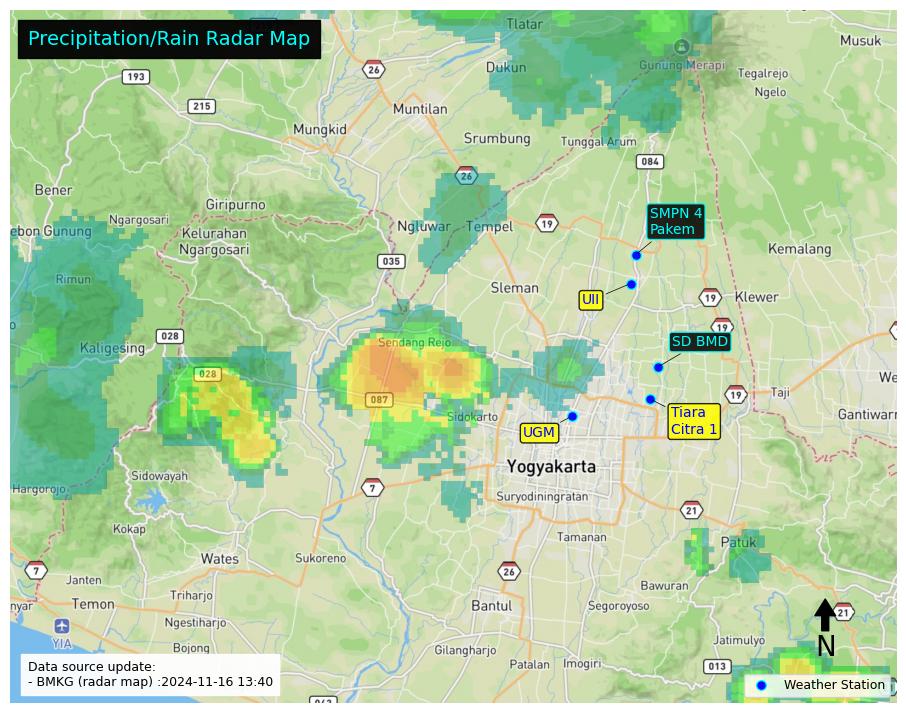 Precipitation/Rain Radar Map
Tlatar
Musuk
Gunung Merapi
Dukun
Tegalrejo
Ngelo
26
193
215
Muntilan
Mungkid
Srumbung
Tunggal Arum
084
26
Bener
Giripurno
Ngargosari
ebon Gunung
Kelurahan
Ngargosari
Ngluwar
Tempel
19
SMPN 4
Pakem
Kemalang
035
Rimun
Sleman
UII
19
Klewer
19
028
Kaligesing
Sendang Rejo
SD BMD
028
087
Sidokarto
19
Taji
We
Gantiwarr
UGM
Tiara
Citra 1
Yogyakarta
Sidowayah
Hargorojo
7
Suryodiningratan
21
Kokap
Tamanan
Patuk
Wates
Sukoreno
7
Janten
26
Bawuran
Temon
Triharjo
nyar
Bantul
Segoroyoso
21
YIA
Ngestiharjo
Jatimulyo
N
Bojong
Gilangharjo
Patalan
Imogiri
013
Data source update:
- BMKG (radar map) :2024-11-16 13:40
Weather Station